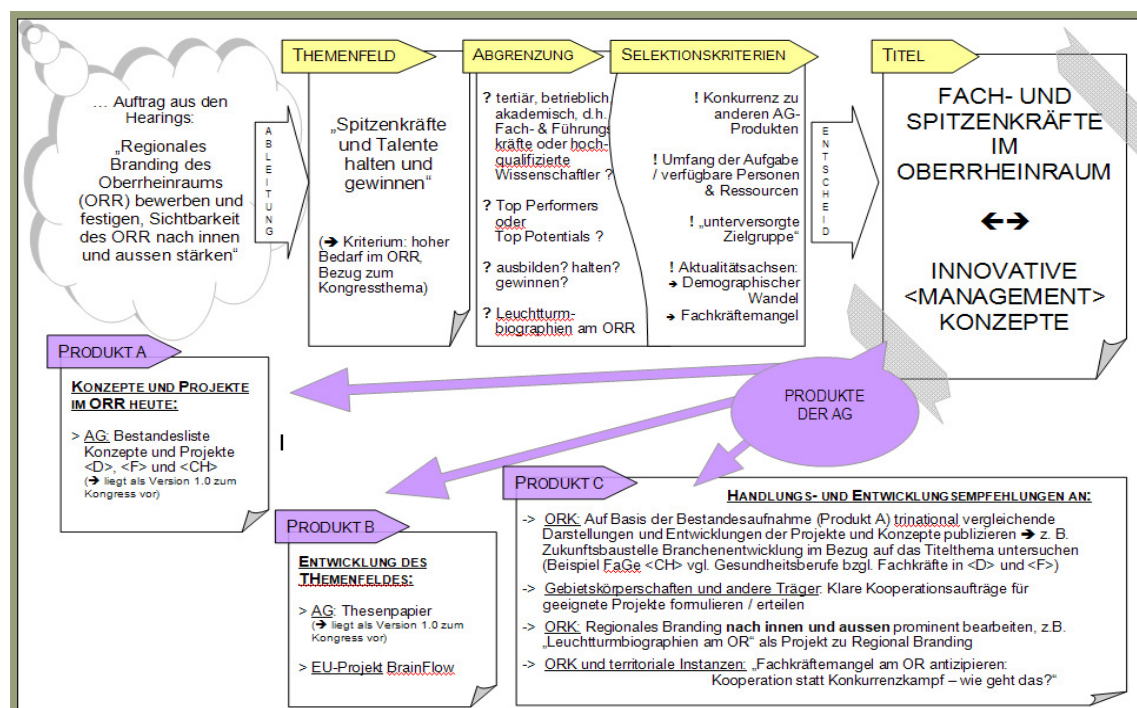 … Auftrag aus den
Hearings:
„Regionales
Branding des
Oberrheinraums
(ORR) bewerben und
festigen, Sichtbarkeit
des ORR nach innen
und aussen stärken“
ABLEITUNG
THEMENFELD
„Spitzenkräfte
und Talente
halten und
gewinnen“
(➔ Kriterium: hoher
Bedarf im ORR,
Bezug zum
Kongressthema)
ABGRENZUNG
? tertiär, betrieblich,
akademisch, d.h.
Fach- & Führungs
kräfte oder hoch-
qualifizierte
Wissenschaftler ?
? Top Performers
oder
Top Potentials ?
? ausbilden? halten?
gewinnen?
? Leuchtturm-
biographien am ORR
SELEKTIONSKRITERIEN
! Konkurrenz zu
anderen AG-
Produkten
! Umfang der Aufgabe
/ verfügbare Personen
& Ressourcen
! „unterversorgte
Zielgruppe“
! Aktualitätsachsen:
➔ Demographischer
Wandel
➔ Fachkräftemangel
ENTSCHEID
TITEL
FACH- UND
SPITZENKRÄFTE
IM
OBERRHEINRAUM
←→
INNOVATIVE
<MANAGEMENT>
KONZEPTE
PRODUKTE
DER AG
PRODUKT A
KONZEPTE UND PROJEKTE
IM ORR HEUTE:
> AG: Bestandesliste
Konzepte und Projekte
<D>, <F> und <CH>
(➔ liegt als Version 1.0 zum
Kongress vor)
PRODUKT B
ENTWICKLUNG DES
THEMENFELDES:
> AG: Thesenpapier
(➔ liegt als Version 1.0 zum
Kongress vor)
> EU-Projekt BrainFlow
PRODUKT C
HANDLUNGS- UND ENTWICKLUNGSEMPFEHLUNGEN AN:
-> ORK: Auf Basis der Bestandesaufnahme (Produkt A) trinational vergleichende
Darstellungen und Entwicklungen der Projekte und Konzepte publizieren ➔ z. B.
Zukunftsbaustelle Branchenentwicklung im Bezug auf das Titelthema untersuchen
(Beispiel FaGe <CH> vgl. Gesundheitsberufe bzgl. Fachkräfte in <D> und <F>)
-> Gebietskörperschaften und andere Träger: Klare Kooperationsaufträge für
geeignete Projekte formulieren / erteilen
-> ORK: Regionales Branding nach innen und aussen prominent bearbeiten, z.B.
„Leuchtturmbiographien am OR“ als Projekt zu Regional Branding
-> ORK und territoriale Instanzen: „Fachkräftemangel am OR antizipieren:
Kooperation statt Konkurrenzkampf – wie geht das?“